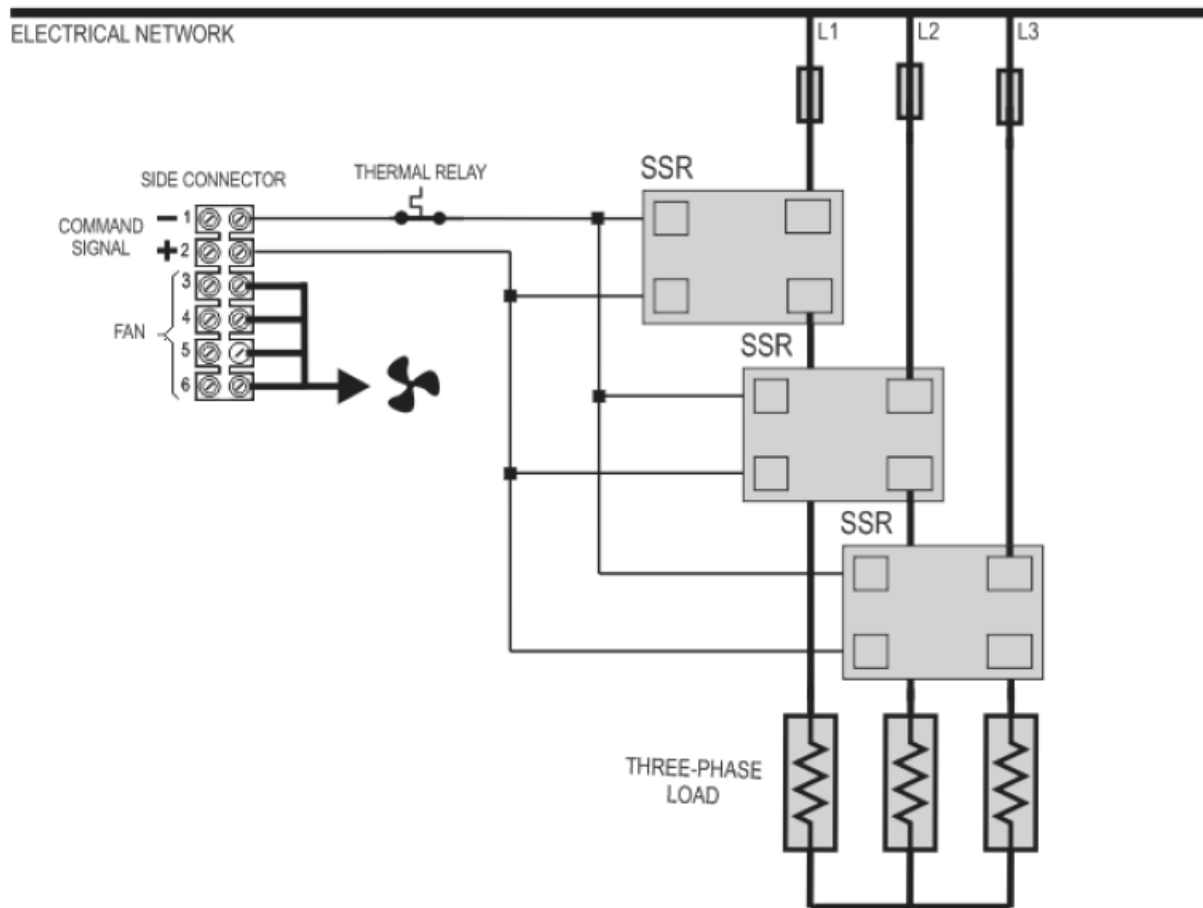 ELECTRICAL NETWORK
L1
L2
L3
SSR
SIDE CONNECTOR
THERMAL RELAY
COMMAND
SIGNAL
− 1
+ 2
3
4
5
6
FAN
SSR
SSR
THREE-PHASE
LOAD